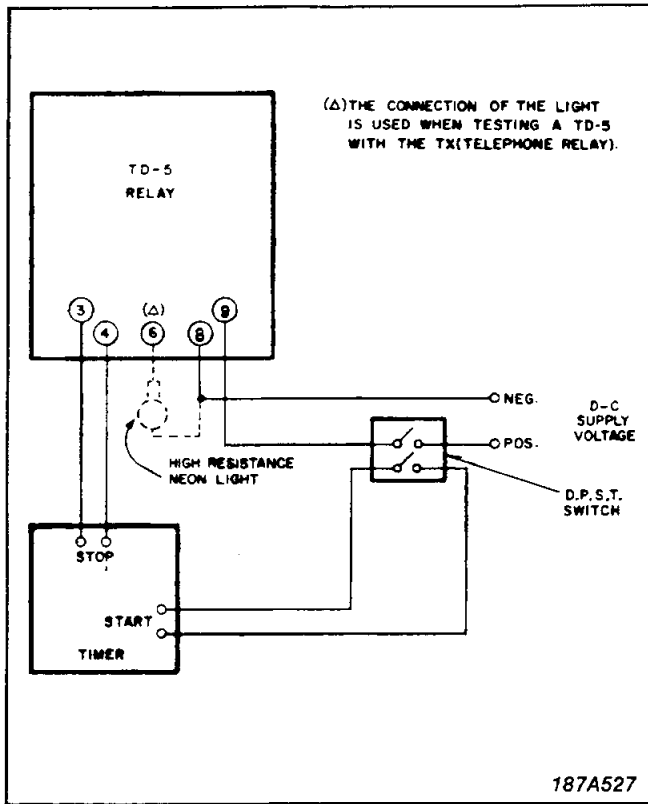 (△) THE CONNECTION OF THE LIGHT
IS USED WHEN TESTING A TD-5
WITH THE TX(TELEPHONE RELAY).
TD-5
RELAY
3
4
(△)
6
8
9
NEG.
D-C
SUPPLY
VOLTAGE
POS.
HIGH RESISTANCE
NEON LIGHT
D.P.S.T.
SWITCH
STOP
START
TIMER
187A527